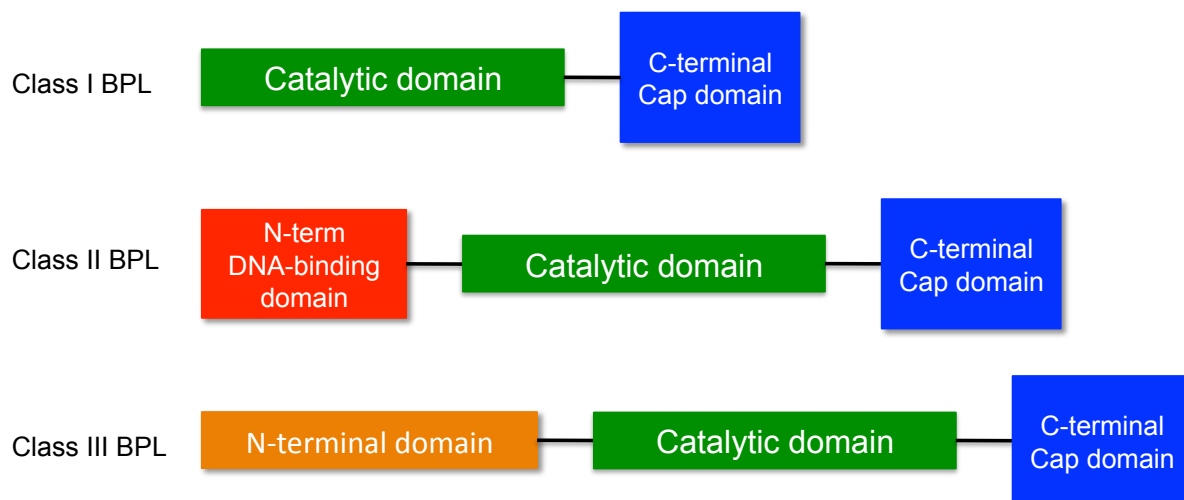 Class I BPL
Catalytic domain
C-terminal
Cap domain
Class II BPL
N-term
DNA-binding
domain
Catalytic domain
C-terminal
Cap domain
Class III BPL
N-terminal domain
Catalytic domain
C-terminal
Cap domain